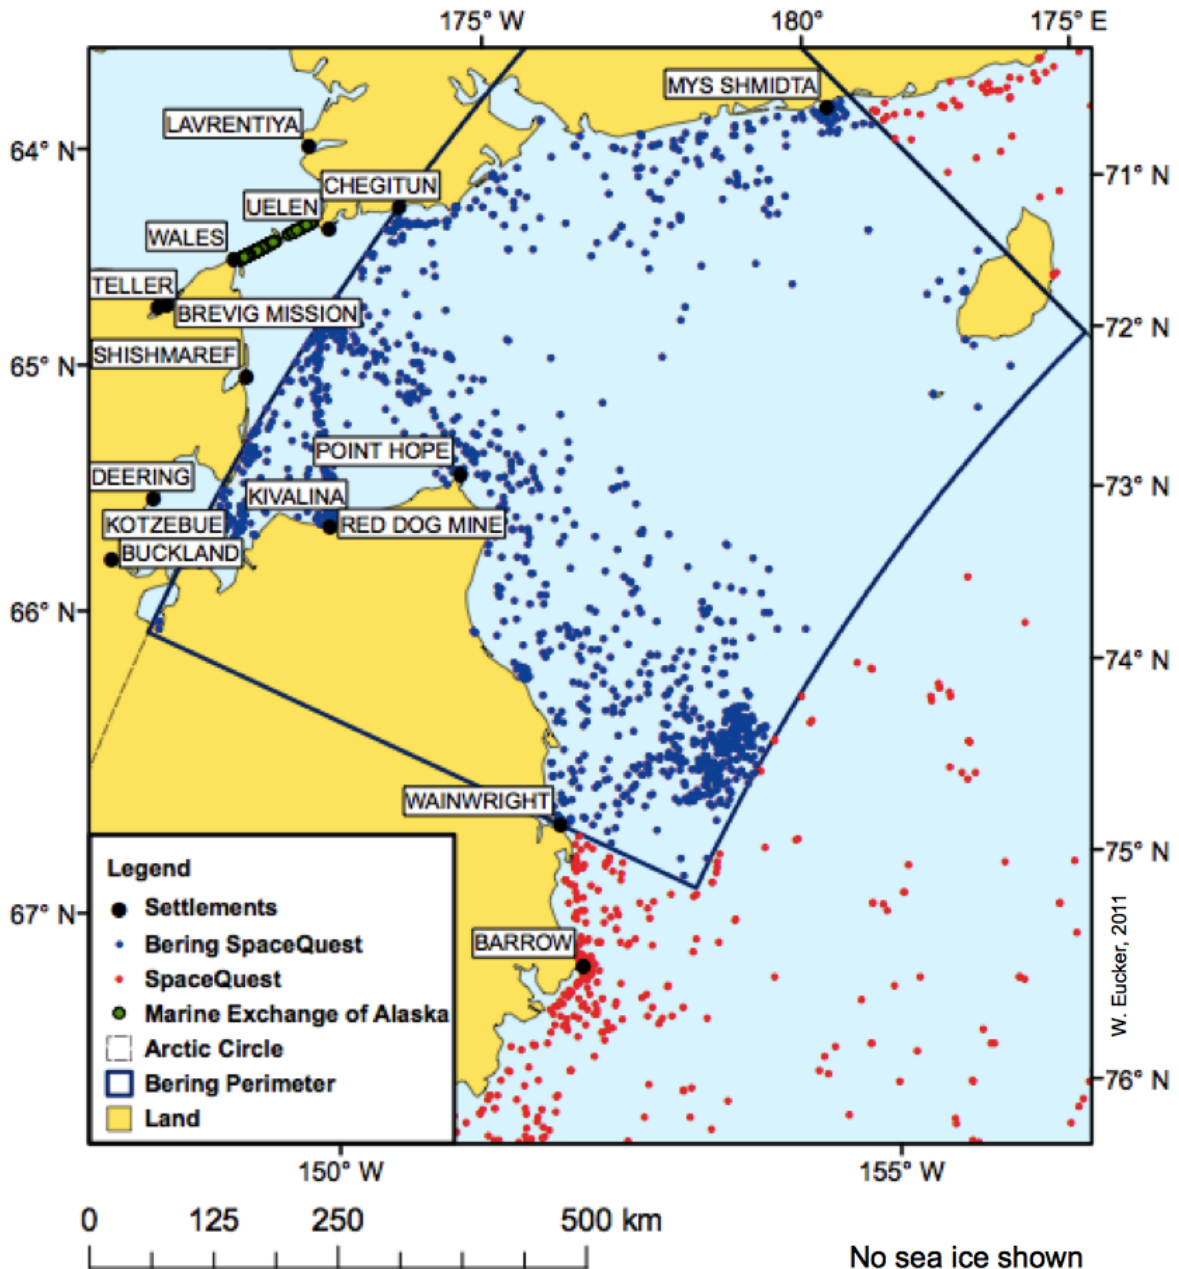 175° W
180°
175° E
MYS SHMIDTA
LAVRENTIYA
64° N
71° N
CHEGITUN
UELEN
WALES
TELLER
BREVIG MISSION
72° N
SHISHMAREF
65° N
POINT HOPE
DEERING
73° N
KIVALINA
KOTZEBUE
RED DOG MINE
BUCKLAND
66° N
74° N
WAINWRIGHT
75° N
Legend
Settlements
Bering SpaceQuest
SpaceQuest
Marine Exchange of Alaska
Arctic Circle
Bering Perimeter
Land
67° N
BARROW
W. Eucker, 2011
76° N
150° W
155° W
0 125 250 500 km
No sea ice shown